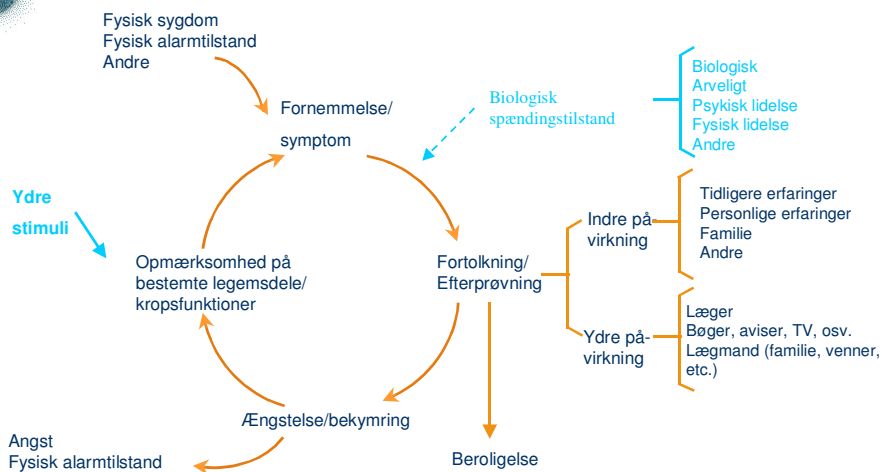 Fysisk sygdom
Fysisk alarmtilstand
Andre
Fornemmelse/
symptom
Biologisk
spændingstilstand
Biologisk
Arveligt
Psykisk lidelse
Fysisk lidelse
Andre
Ydre
stimuli
Opmærksomhed på
bestemte legemsdele/
kropsfunktioner
Fortolkning/
Efterprøvning
Indre på-
virkning
Tidligere erfaringer
Personlige erfaringer
Familie
Andre
Ydre på-
virkning
Læger
Bøger, aviser, TV, osv.
Lægmand (familie, venner,
etc.)
Ængstelse/bekymring
Angst
Fysisk alarmtilstand
Beroligelse